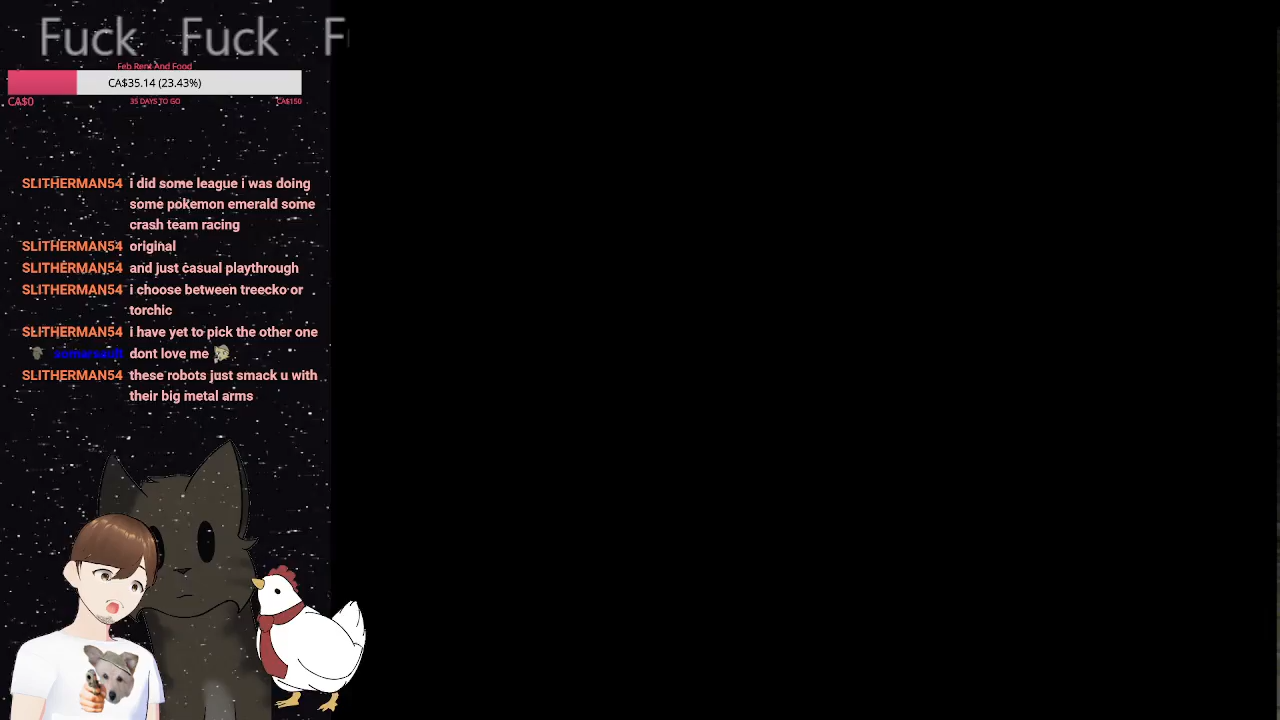 Fuck Fuck F
Feb Rent And Food
CA$35.14 (23.43%)
CA$0 35 DAYS TO GO CA$150
SLITHERMAN54 i did some league i was doing
some pokemon emerald some
crash team racing
SLITHERMAN54 original
SLITHERMAN54 and just casual playthrough
SLITHERMAN54 i choose between treecko or
torchic
SLITHERMAN54 i have yet to pick the other one
somarsault dont love me
SLITHERMAN54 these robots just smack u with
their big metal arms